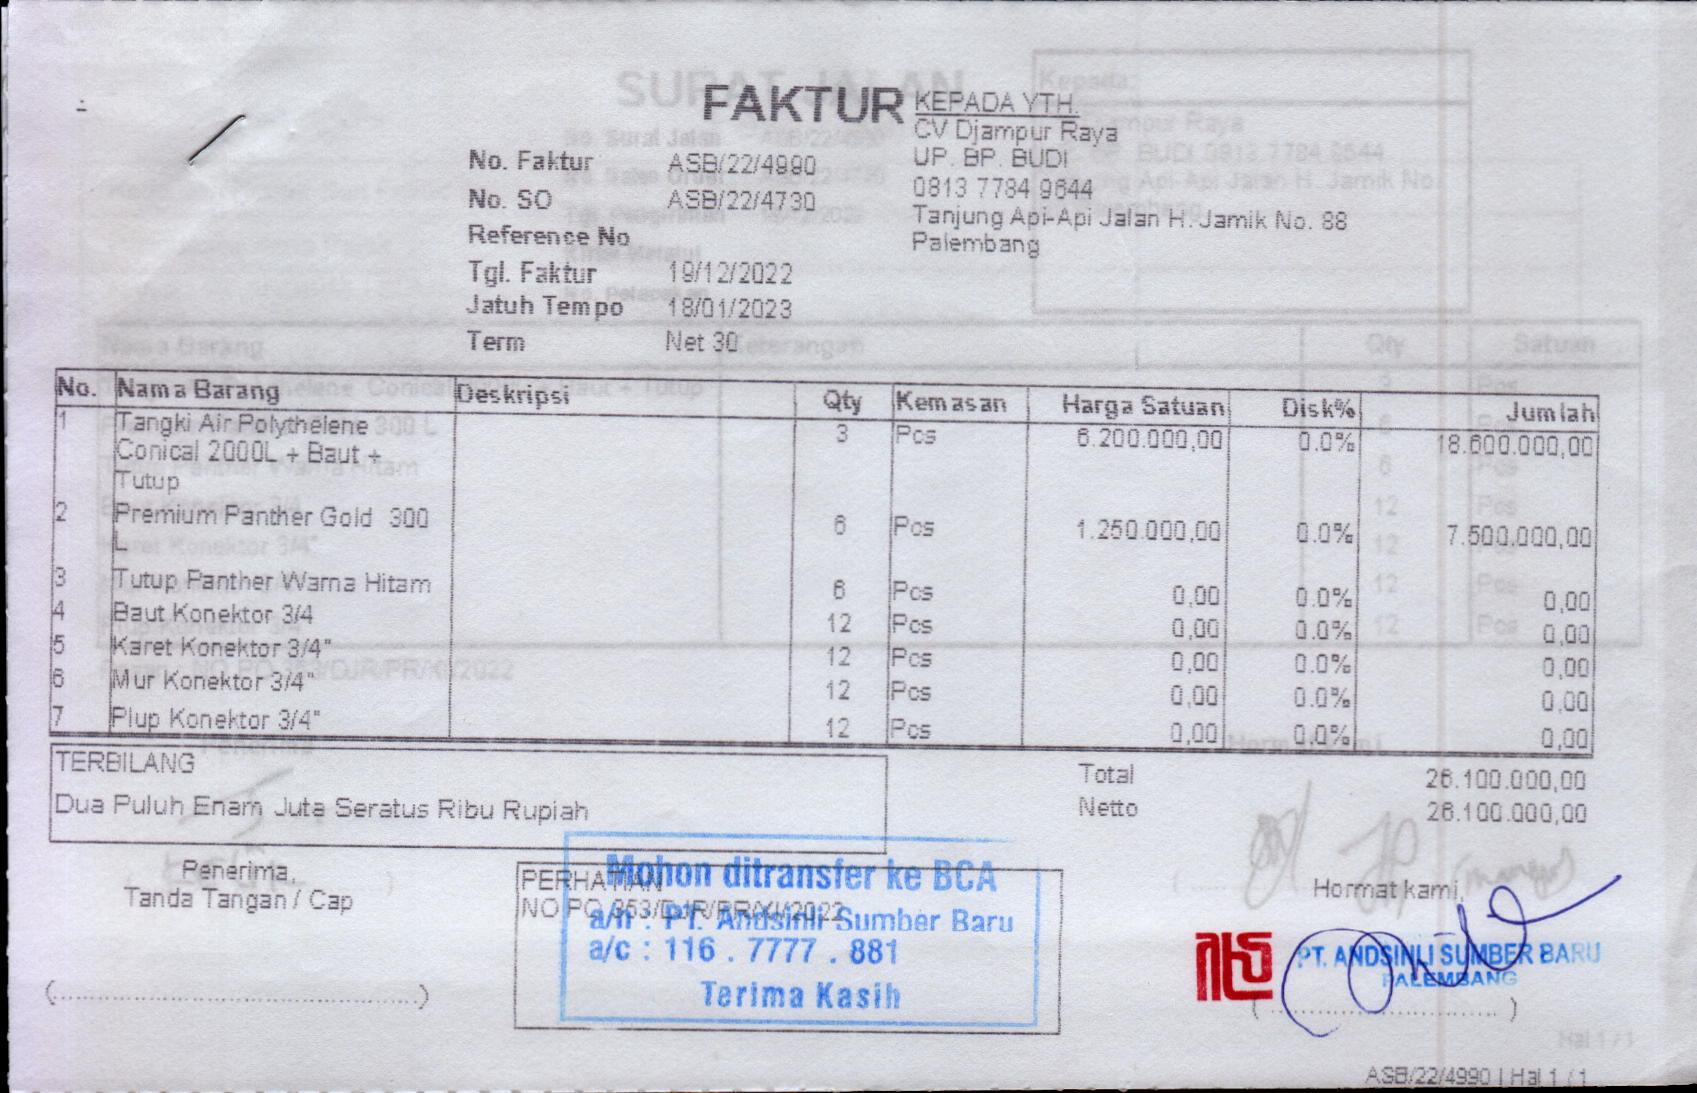 FAKTUR
KEPADA YTH.
CV Djampur Raya
UP. BP. BUDI
0813 7784 9644
Tanjung Api-Api Jalan H. Jamik No. 88
Palembang
No. Faktur ASB/22/4990
No. SO ASB/22/4730
Reference No
Tgl. Faktur 19/12/2022
Jatuh Tempo 18/01/2023
Term Net 30
No. Nama Barang Deskripsi Qty Kemasan Harga Satuan Disk% Jumlah
1 Tangki Air Polythelene 3 Pcs 6.200.000,00 0.0% 18.600.000,00
Conical 2000L + Baut +
Tutup
2 Premium Panther Gold 300 6 Pcs 1.250.000,00 0.0% 7.500.000,00
L
3 Tutup Panther Warna Hitam 6 Pcs 0,00 0.0% 0,00
4 Baut Konektor 3/4 12 Pcs 0,00 0.0% 0,00
5 Karet Konektor 3/4" 12 Pcs 0,00 0.0% 0,00
6 Mur Konektor 3/4" 12 Pcs 0,00 0.0% 0,00
7 Plup Konektor 3/4" 12 Pcs 0,00 0.0% 0,00
TERBILANG
Dua Puluh Enam Juta Seratus Ribu Rupiah
Total 26.100.000,00
Netto 26.100.000,00
Penerima,
Tanda Tangan / Cap
(........................................)
PERHATIAN
NO PO 353/DJR/PR/XI/2022
Mohon ditransfer ke BCA
a/n : PT. Andsinli Sumber Baru
a/c : 116 . 7777 . 881
Terima Kasih
Hormat kami,
PT. ANDSINLI SUMBER BARU
PALEMBANG
(........................................)
ASB/22/4990 | Hal 1 / 1